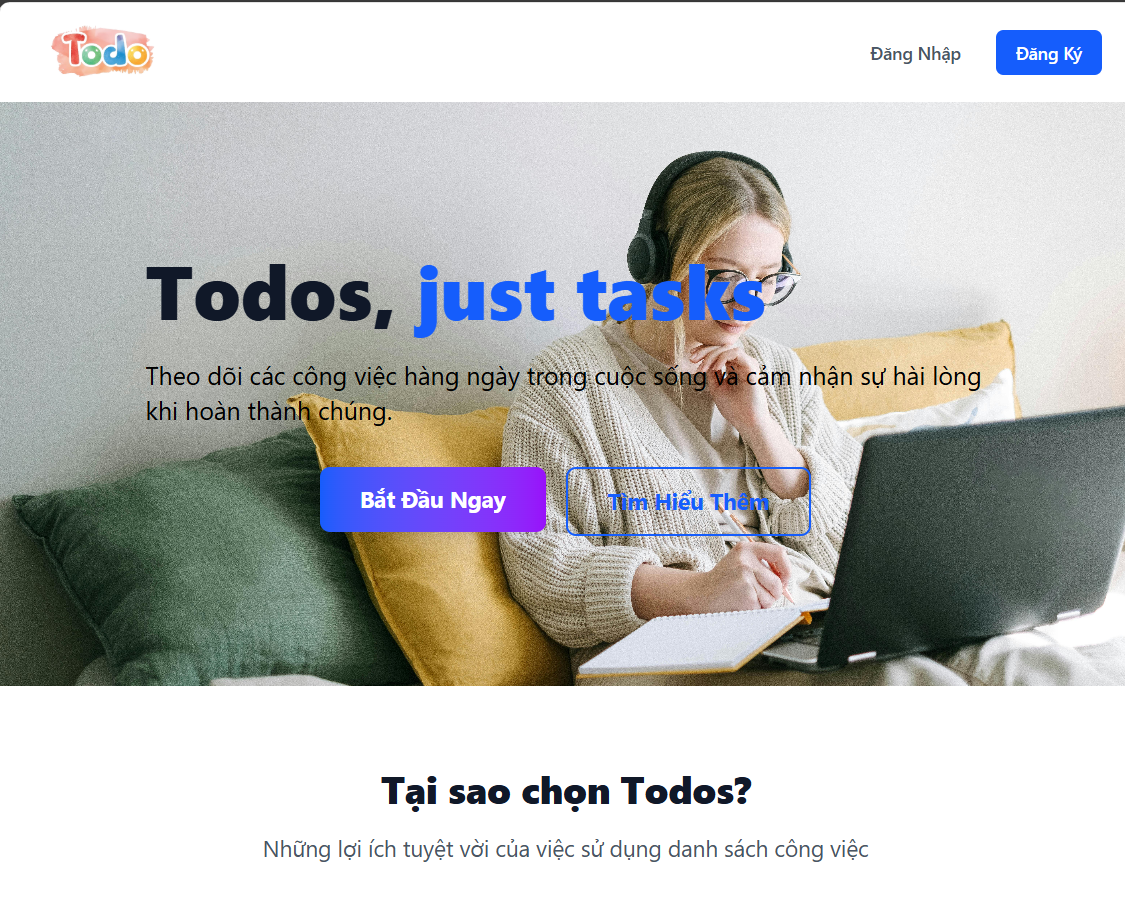 Todo
Đăng Nhập
Đăng Ký
Todos, just tasks
Theo dõi các công việc hàng ngày trong cuộc sống và cảm nhận sự hài lòng
khi hoàn thành chúng.
Bắt Đầu Ngay
Tìm Hiểu Thêm
Tại sao chọn Todos?
Những lợi ích tuyệt vời của việc sử dụng danh sách công việc